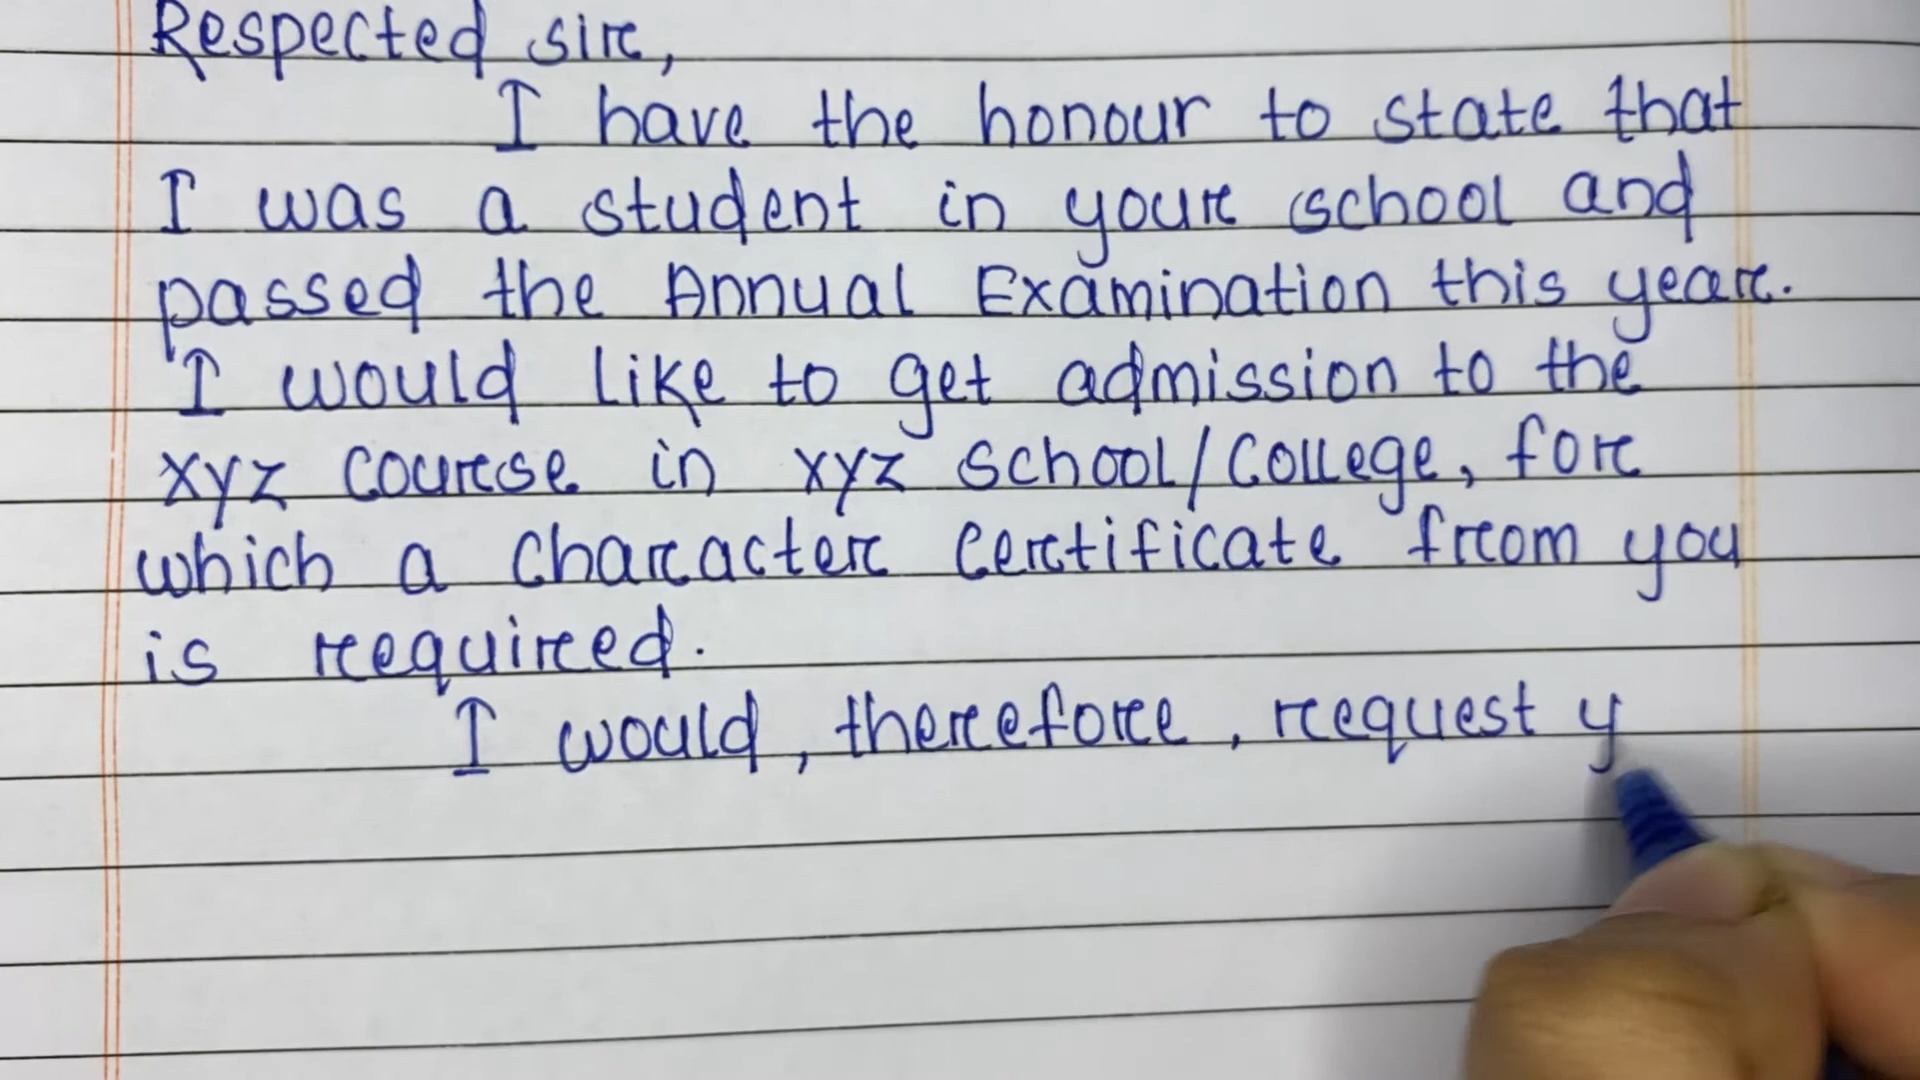 Respected sir,
I have the honour to state that
I was a student in your school and
passed the Annual Examination this year.
I would like to get admission to the
xyz course in xyz school/college, for
which a character certificate from you
is required.
I would, therefore, request y